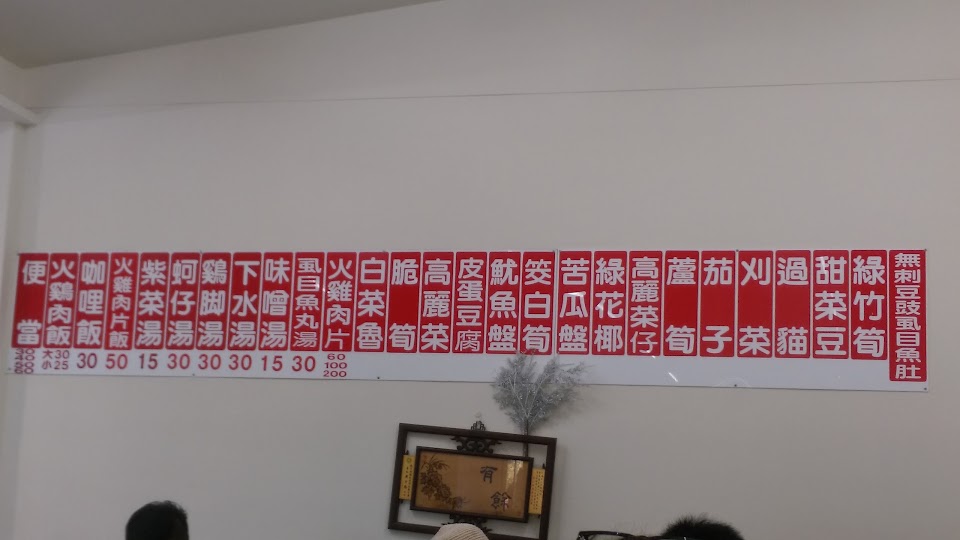 便當
火鷄肉飯
大30
小25
咖哩飯
30
火雞肉片飯
50
紫菜湯
15
蚵仔湯
30
鷄脚湯
30
下水湯
30
味噌湯
15
虱目魚丸湯
30
火雞肉片
60
100
200
白菜魯
脆筍
高麗菜
皮蛋豆腐
魷魚盤
筊白筍
苦瓜盤
綠花椰
高麗菜仔
蘆筍
茄子
刈菜
過貓
甜菜豆
綠竹筍
無刺豆豉虱目魚肚
有餘